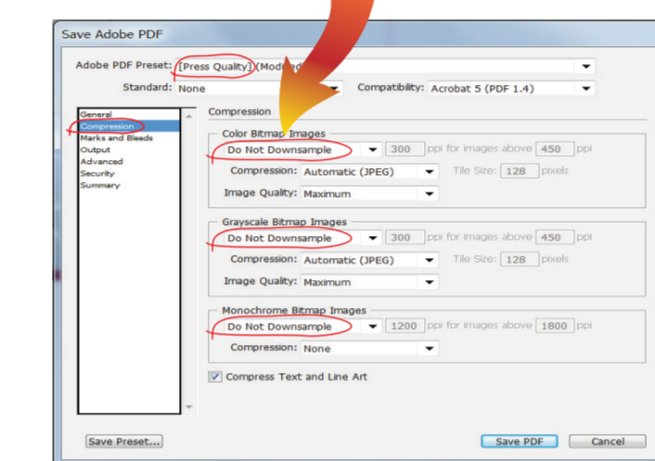 Save Adobe PDF
Adobe PDF Preset: [Press Quality] (Modified)
Standard: None Compatibility: Acrobat 5 (PDF 1.4)
General
Compression
Marks and Bleeds
Output
Advanced
Security
Summary
Compression
Color Bitmap Images
Do Not Downsample 300 ppi for images above 450 ppi
Compression: Automatic (JPEG) Tile Size: 128 pixels
Image Quality: Maximum
Grayscale Bitmap Images
Do Not Downsample 300 ppi for images above 450 ppi
Compression: Automatic (JPEG) Tile Size: 128 pixels
Image Quality: Maximum
Monochrome Bitmap Images
Do Not Downsample 1200 ppi for images above 1800 ppi
Compression: None
Compress Text and Line Art
Save Preset... Save PDF Cancel